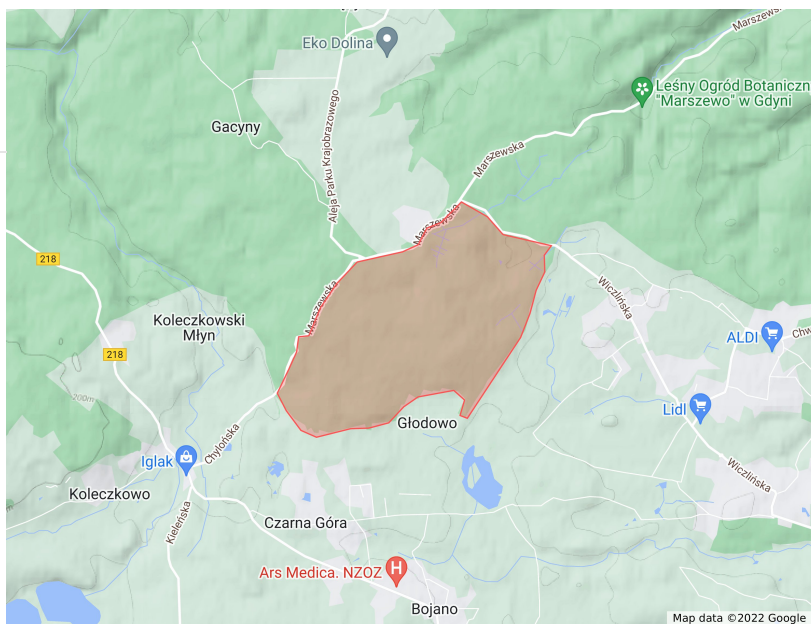 Marszewska
Eko Dolina
Leśny Ogród Botaniczn
"Marszewo" w Gdyni
Gacyny
Aleja Parku Krajobrazowego
Marszewska
Marszewska
218
Wiczlińska
Marszewska
Koleczkowski
Młyn
ALDI
Chw
218
200m
Lidl
Głodowo
Chylońska
Iglak
Wiczlińska
Koleczkowo
Kieleńska
Czarna Góra
Ars Medica. NZOZ
H
Bojano
Map data ©2022 Google